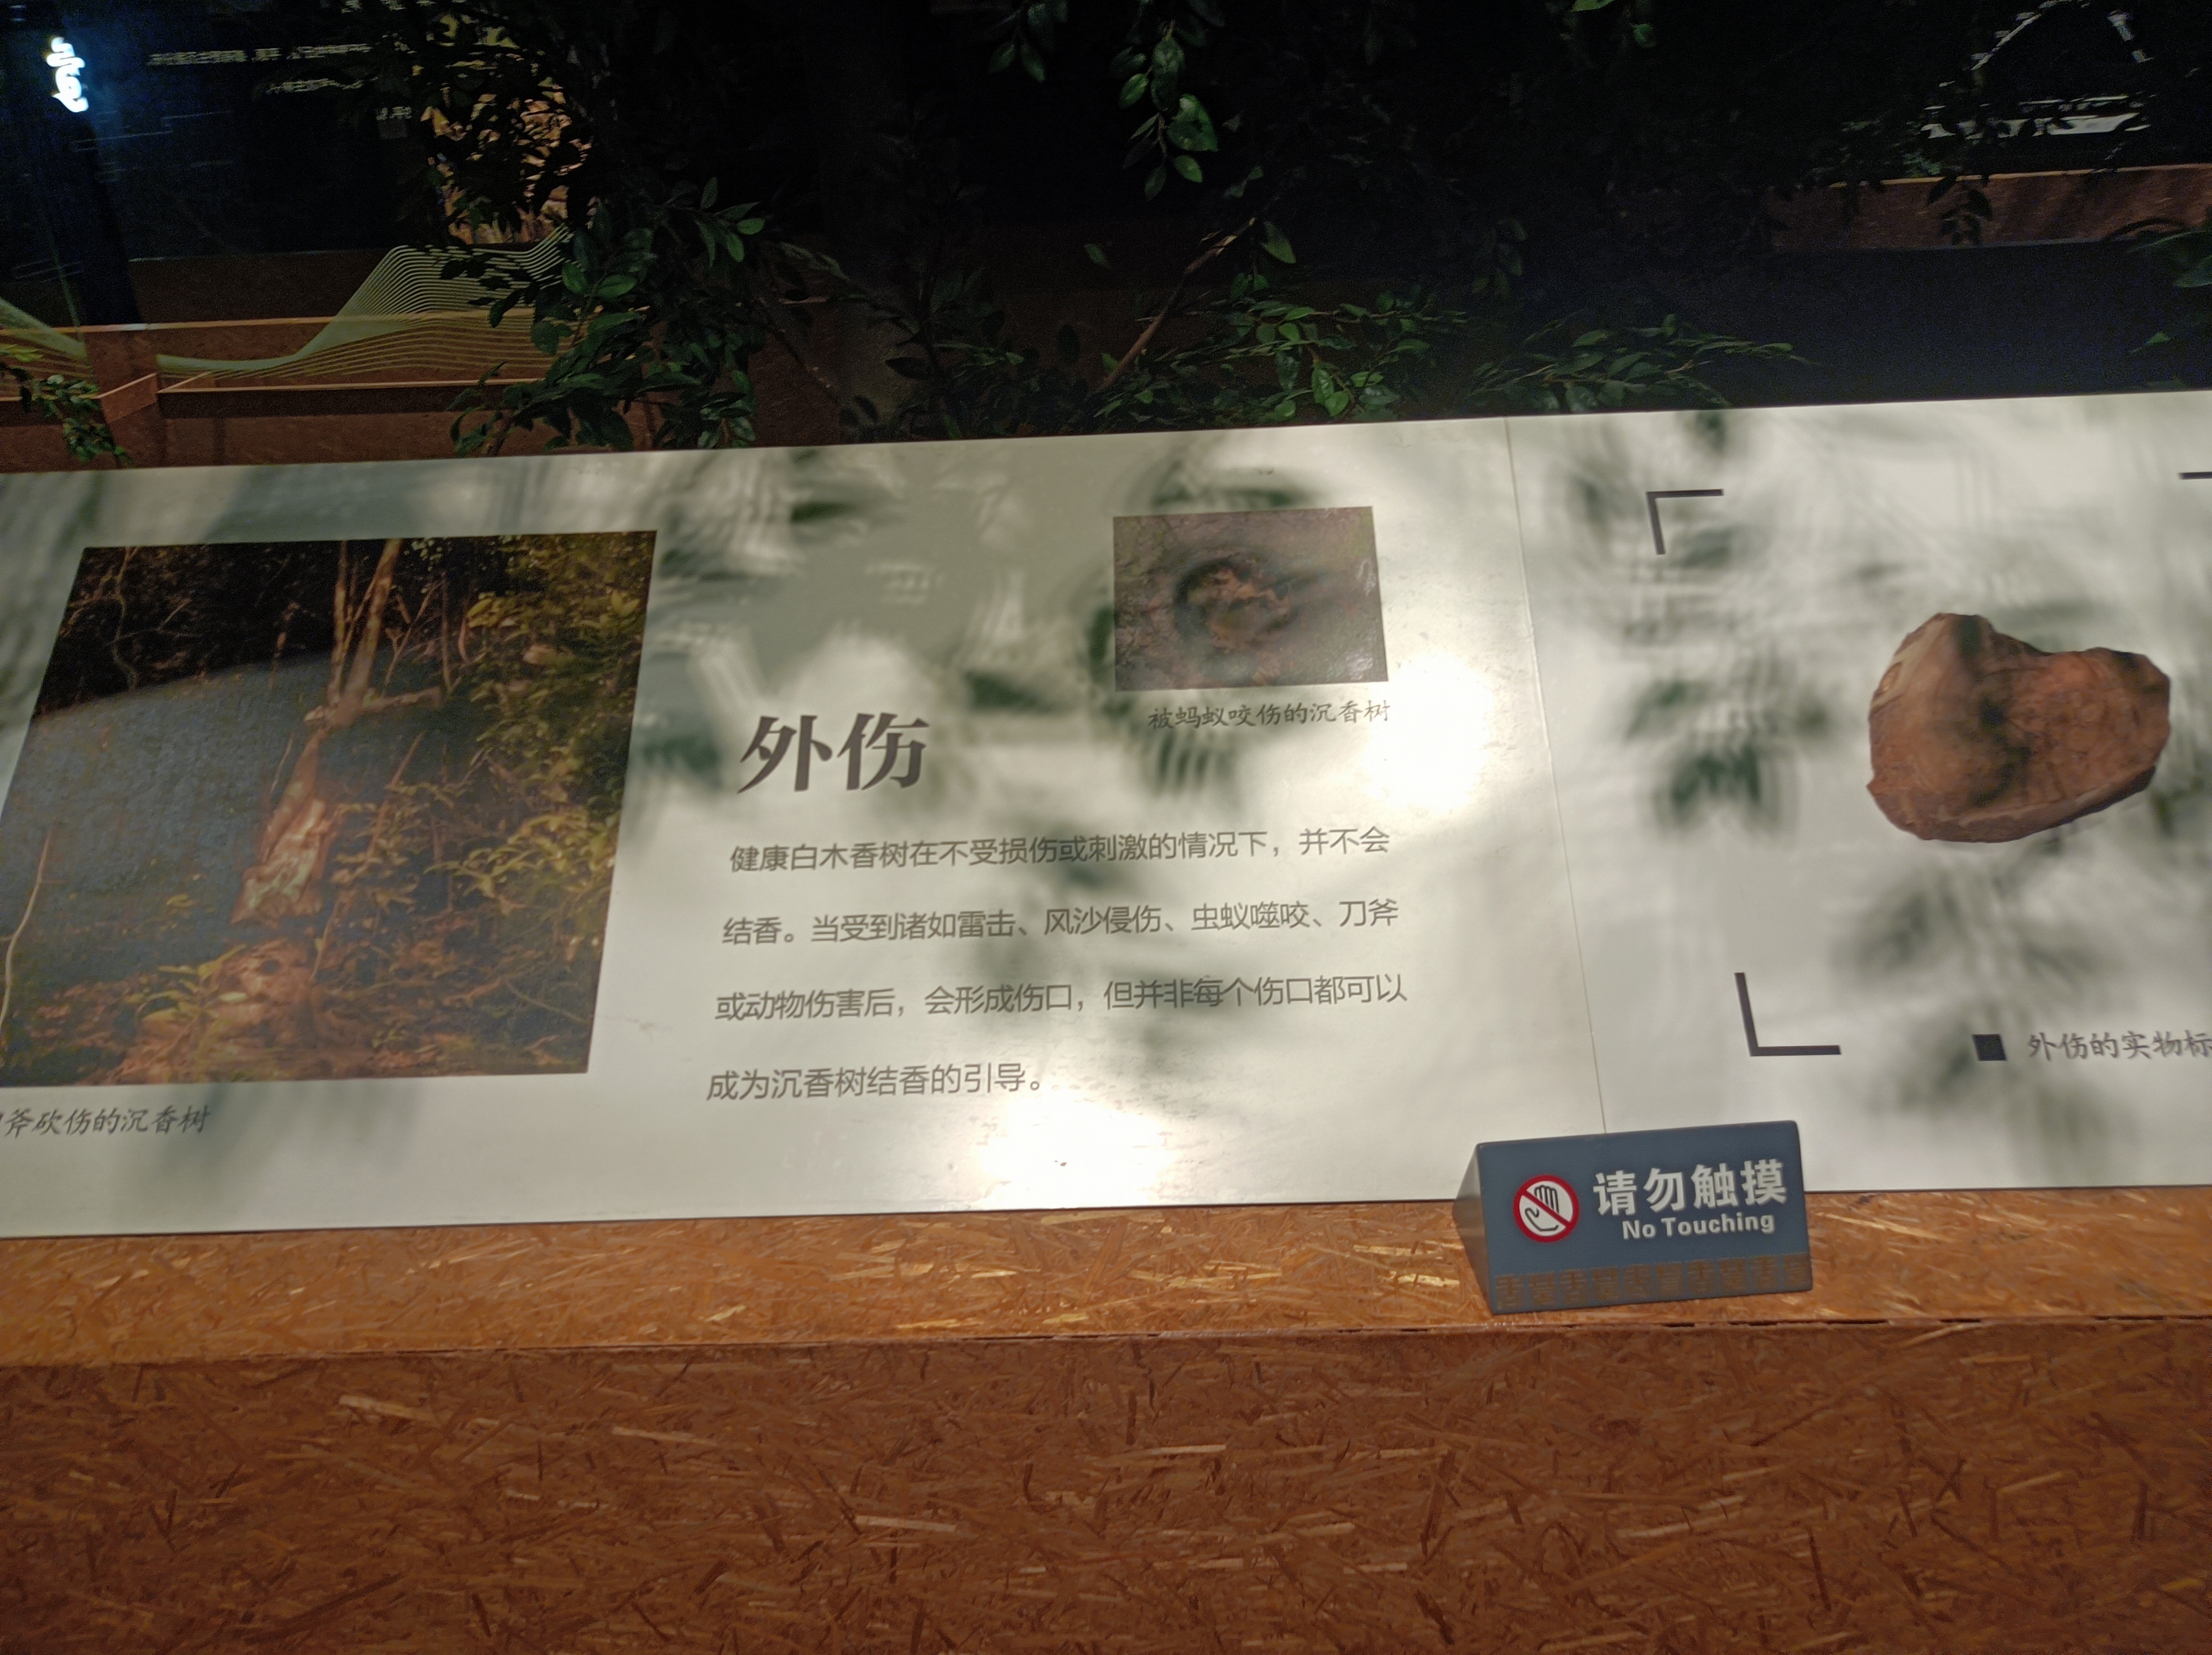 被蚂蚁咬伤的沉香树
外伤
健康白木香树在不受损伤或刺激的情况下，并不会
结香。当受到诸如雷击、风沙侵伤、虫蚁噬咬、刀斧
或动物伤害后，会形成伤口，但并非每个伤口都可以
成为沉香树结香的引导。
斧砍伤的沉香树
外伤的实物标
请勿触摸
No Touching